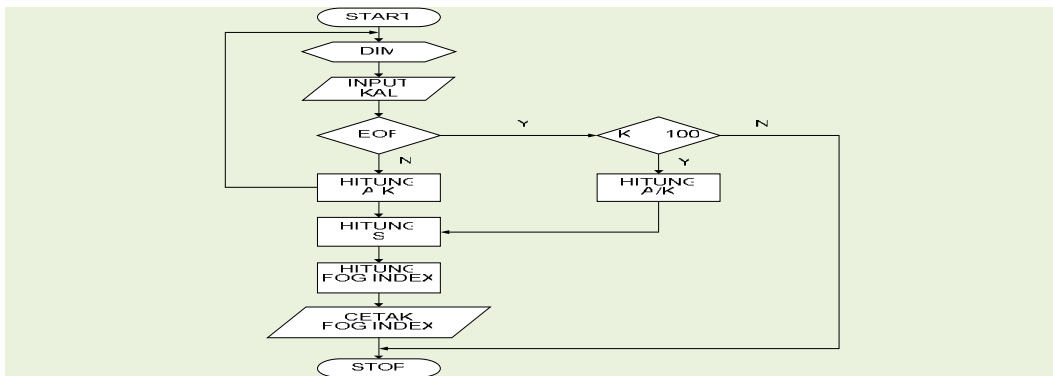 START
DIM
INPUT
KAL
EOF
Y
K 100
N
N
Y
HITUNG
A K
HITUNG
A/K
HITUNG
S
HITUNG
FOG INDEX
CETAK
FOG INDEX
STOP